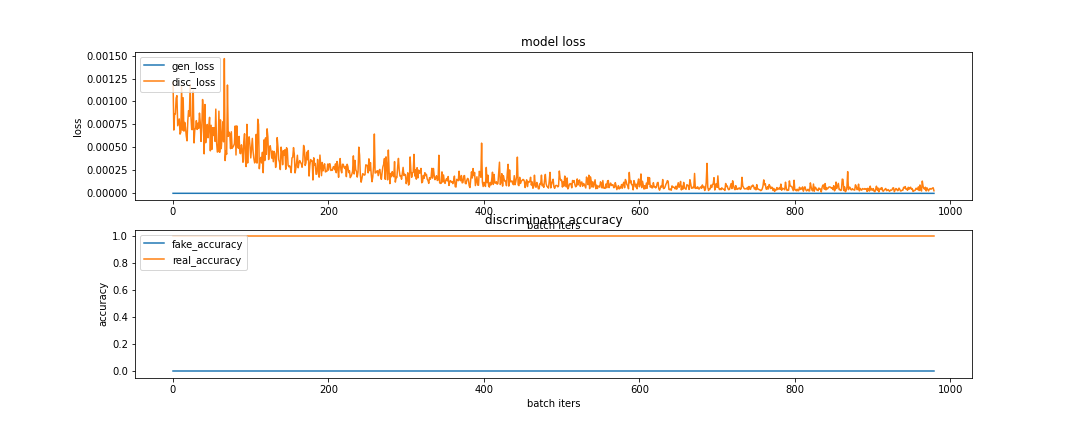 model loss
loss
0.00150
0.00125
0.00100
0.00075
0.00050
0.00025
0.00000
gen_loss
disc_loss
0 200 400 600 800 1000
batch iters
discriminator accuracy
accuracy
1.0
0.8
0.6
0.4
0.2
0.0
fake_accuracy
real_accuracy
0 200 400 600 800 1000
batch iters